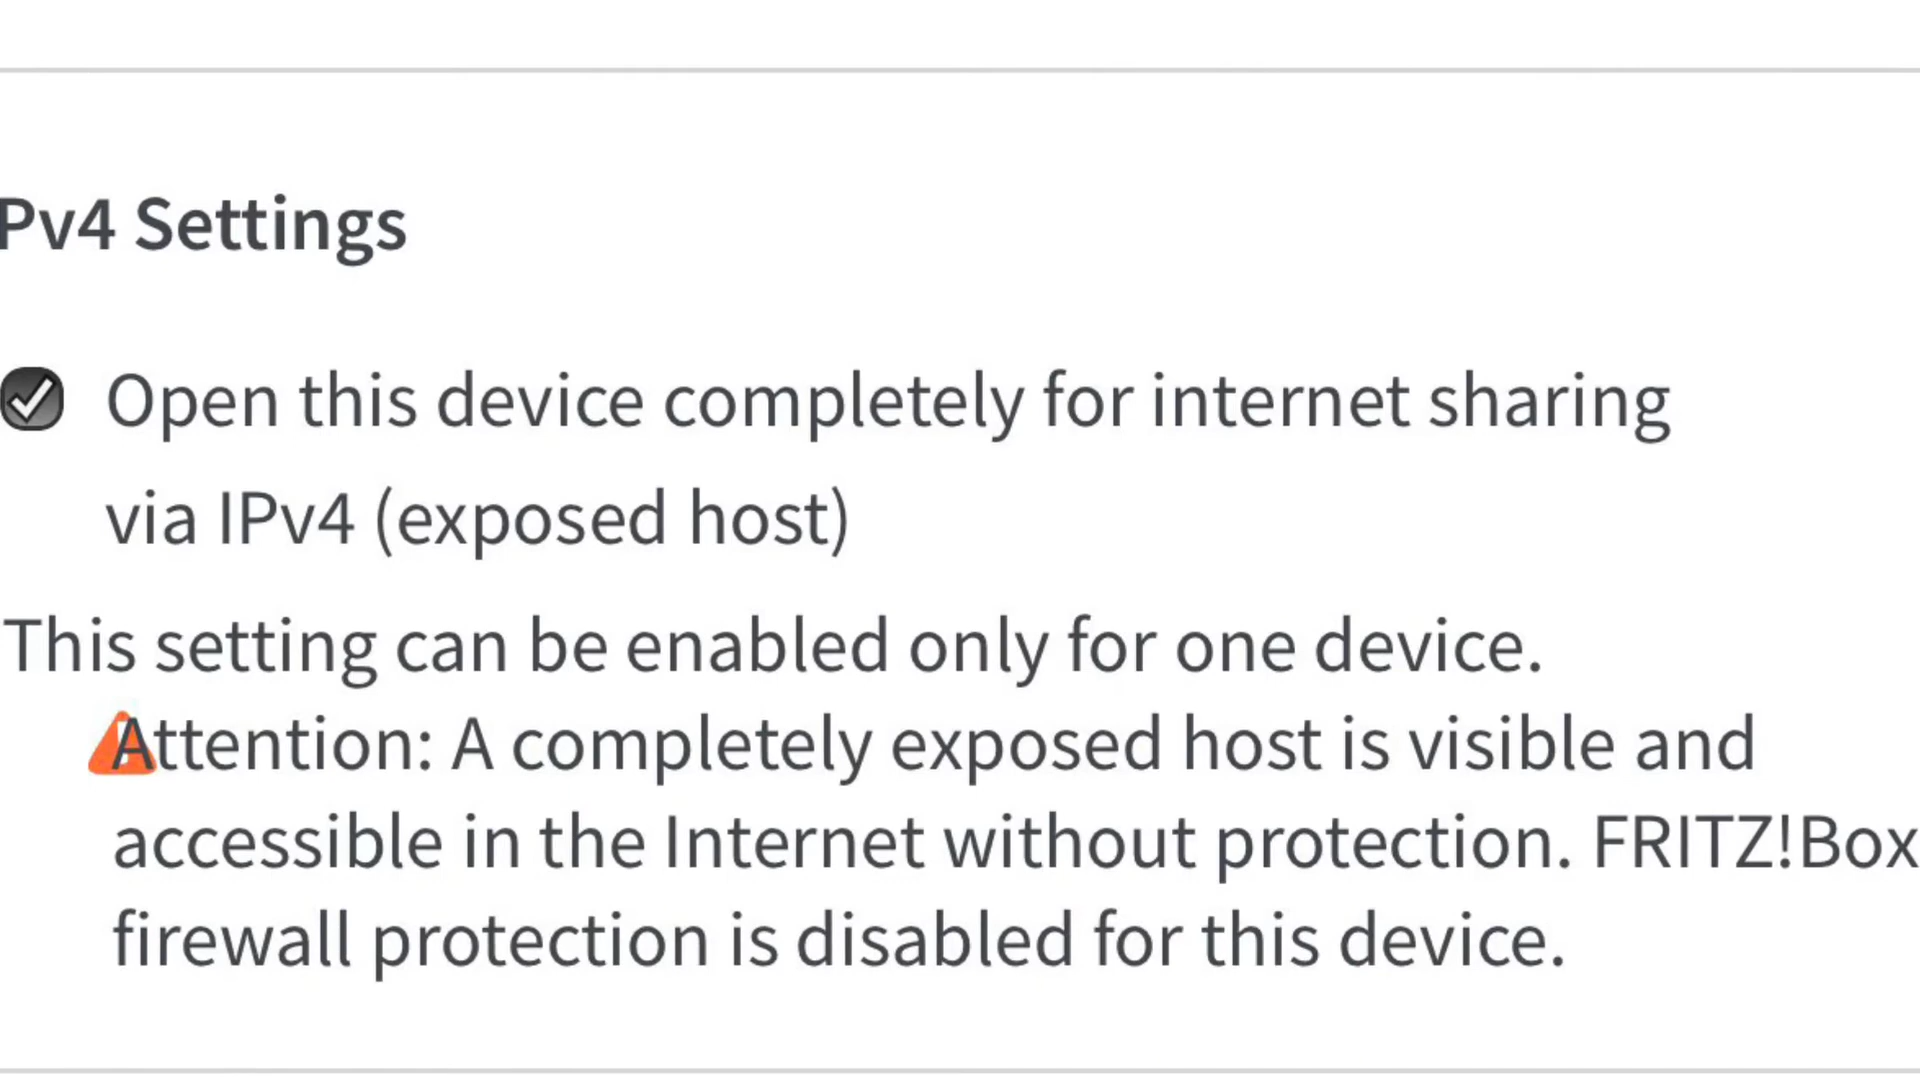 Pv4 Settings
Open this device completely for internet sharing
via IPv4 (exposed host)
This setting can be enabled only for one device.
Attention: A completely exposed host is visible and
accessible in the Internet without protection. FRITZ!Box
firewall protection is disabled for this device.